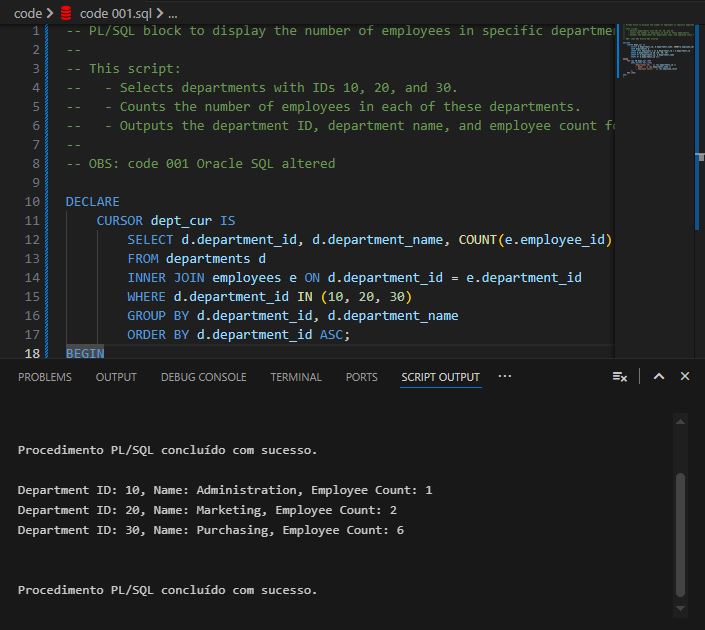 code > code 001.sql > ...
1 -- PL/SQL block to display the number of employees in specific departmen
2 --
3 -- This script:
4 --   - Selects departments with IDs 10, 20, and 30.
5 --   - Counts the number of employees in each of these departments.
6 --   - Outputs the department ID, department name, and employee count fo
7 --
8 -- OBS: code 001 Oracle SQL altered
9
10 DECLARE
11     CURSOR dept_cur IS
12         SELECT d.department_id, d.department_name, COUNT(e.employee_id)
13         FROM departments d
14         INNER JOIN employees e ON d.department_id = e.department_id
15         WHERE d.department_id IN (10, 20, 30)
16         GROUP BY d.department_id, d.department_name
17         ORDER BY d.department_id ASC;
18 BEGIN
PROBLEMS OUTPUT DEBUG CONSOLE TERMINAL PORTS SCRIPT OUTPUT ...
Procedimento PL/SQL concluído com sucesso.
Department ID: 10, Name: Administration, Employee Count: 1
Department ID: 20, Name: Marketing, Employee Count: 2
Department ID: 30, Name: Purchasing, Employee Count: 6
Procedimento PL/SQL concluído com sucesso.